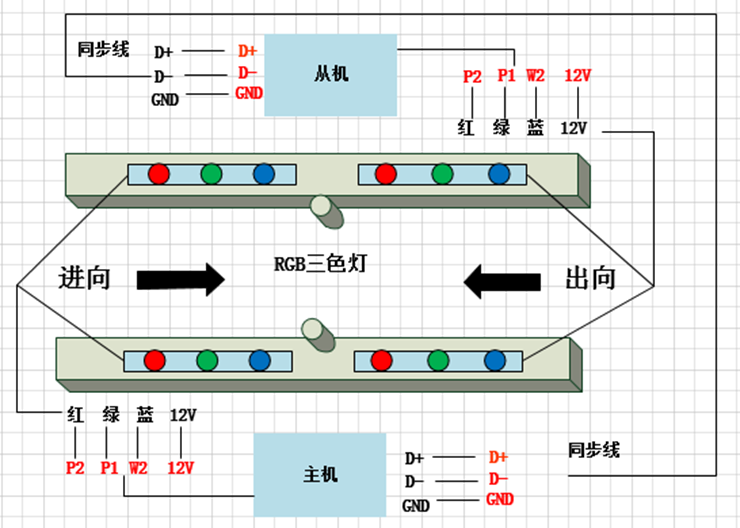 同步线
D+ D+
D- D-
GND GND
从机
P2 P1 W2 12V
红 绿 蓝 12V
RGB三色灯
进向
出向
红 绿 蓝 12V
P2 P1 W2 12V
主机
D+ D+
D- D-
GND GND
同步线